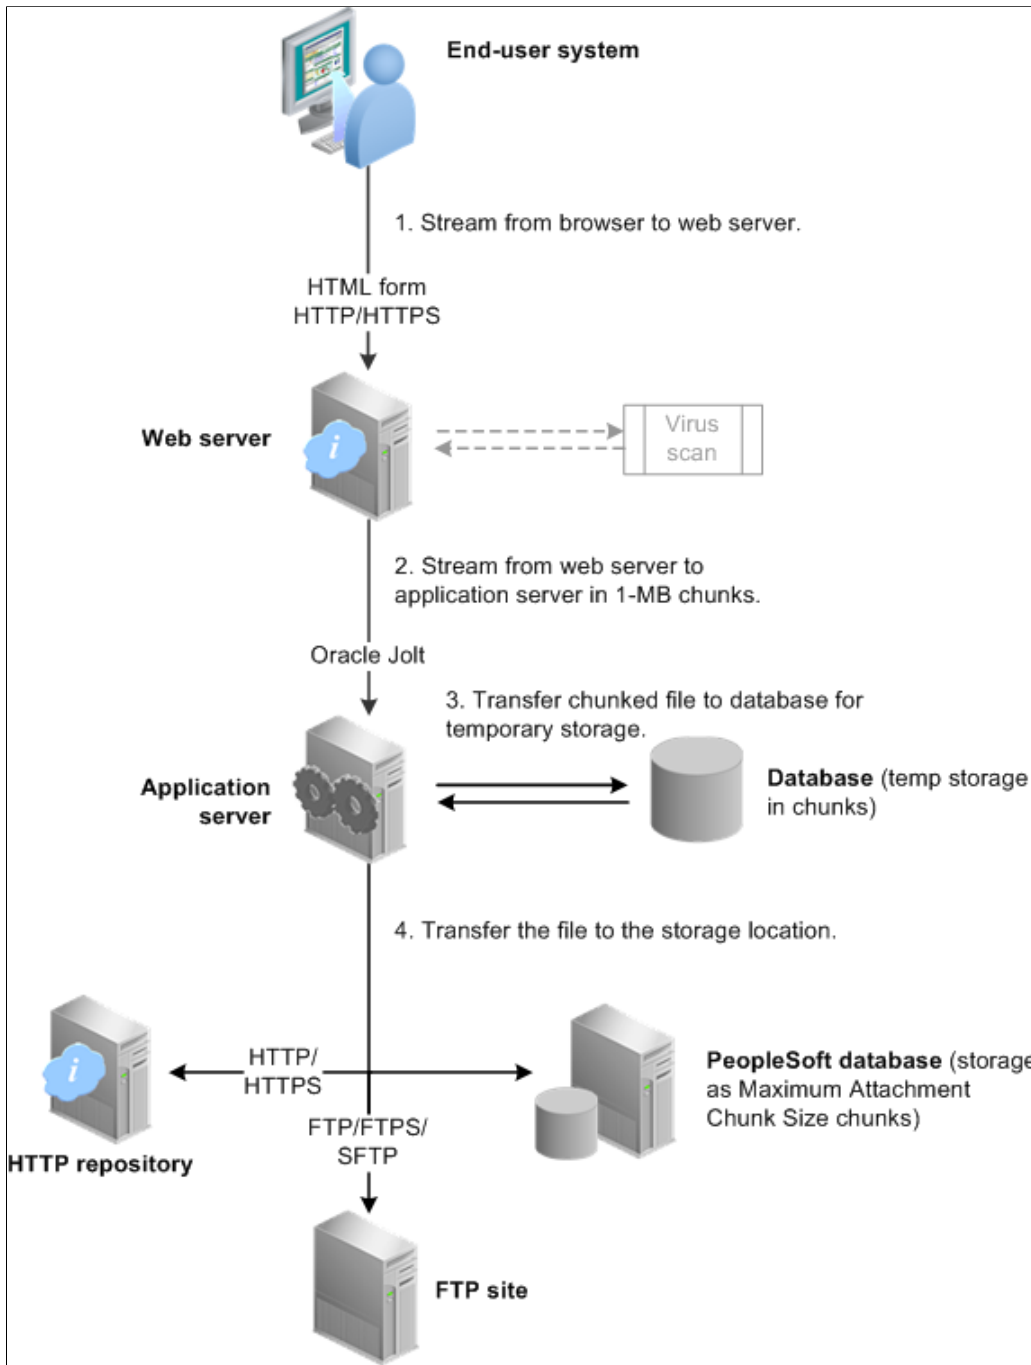 End-user system
1. Stream from browser to web server.
HTML form
HTTP/HTTPS
Web server
Virus
scan
2. Stream from web server to
application server in 1-MB chunks.
Oracle Jolt
3. Transfer chunked file to database for
temporary storage.
Application
server
Database (temp storage
in chunks)
4. Transfer the file to the storage location.
HTTP/
HTTPS
PeopleSoft database (storage
as Maximum Attachment
Chunk Size chunks)
FTP/FTPS/
SFTP
HTTP repository
FTP site